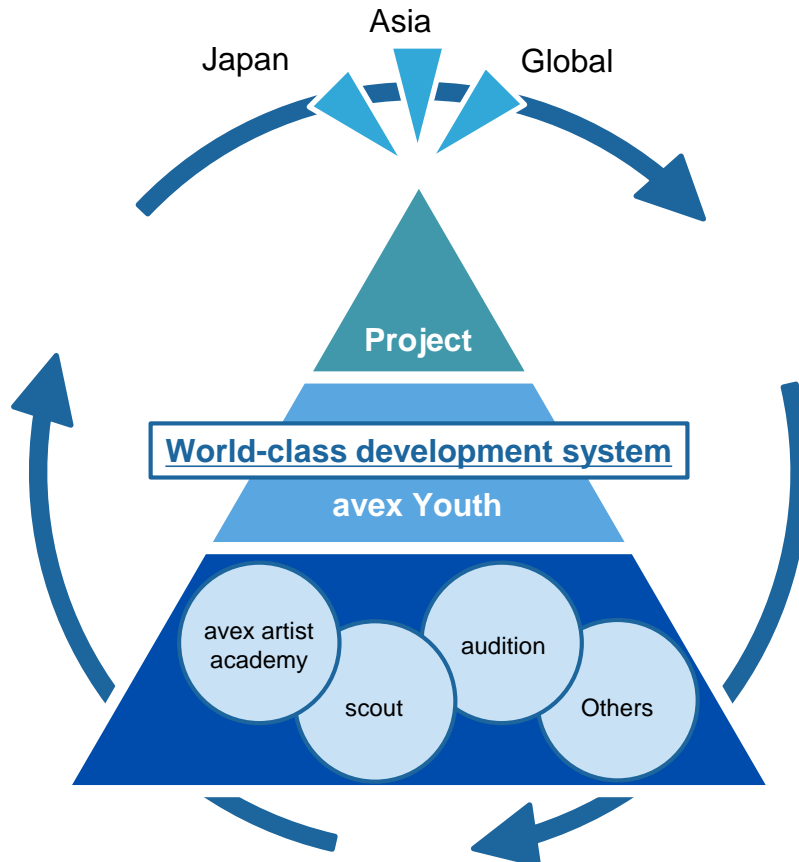 Asia
Japan
Global
Project
World-class development system
avex Youth
avex artist
academy
audition
scout
Others